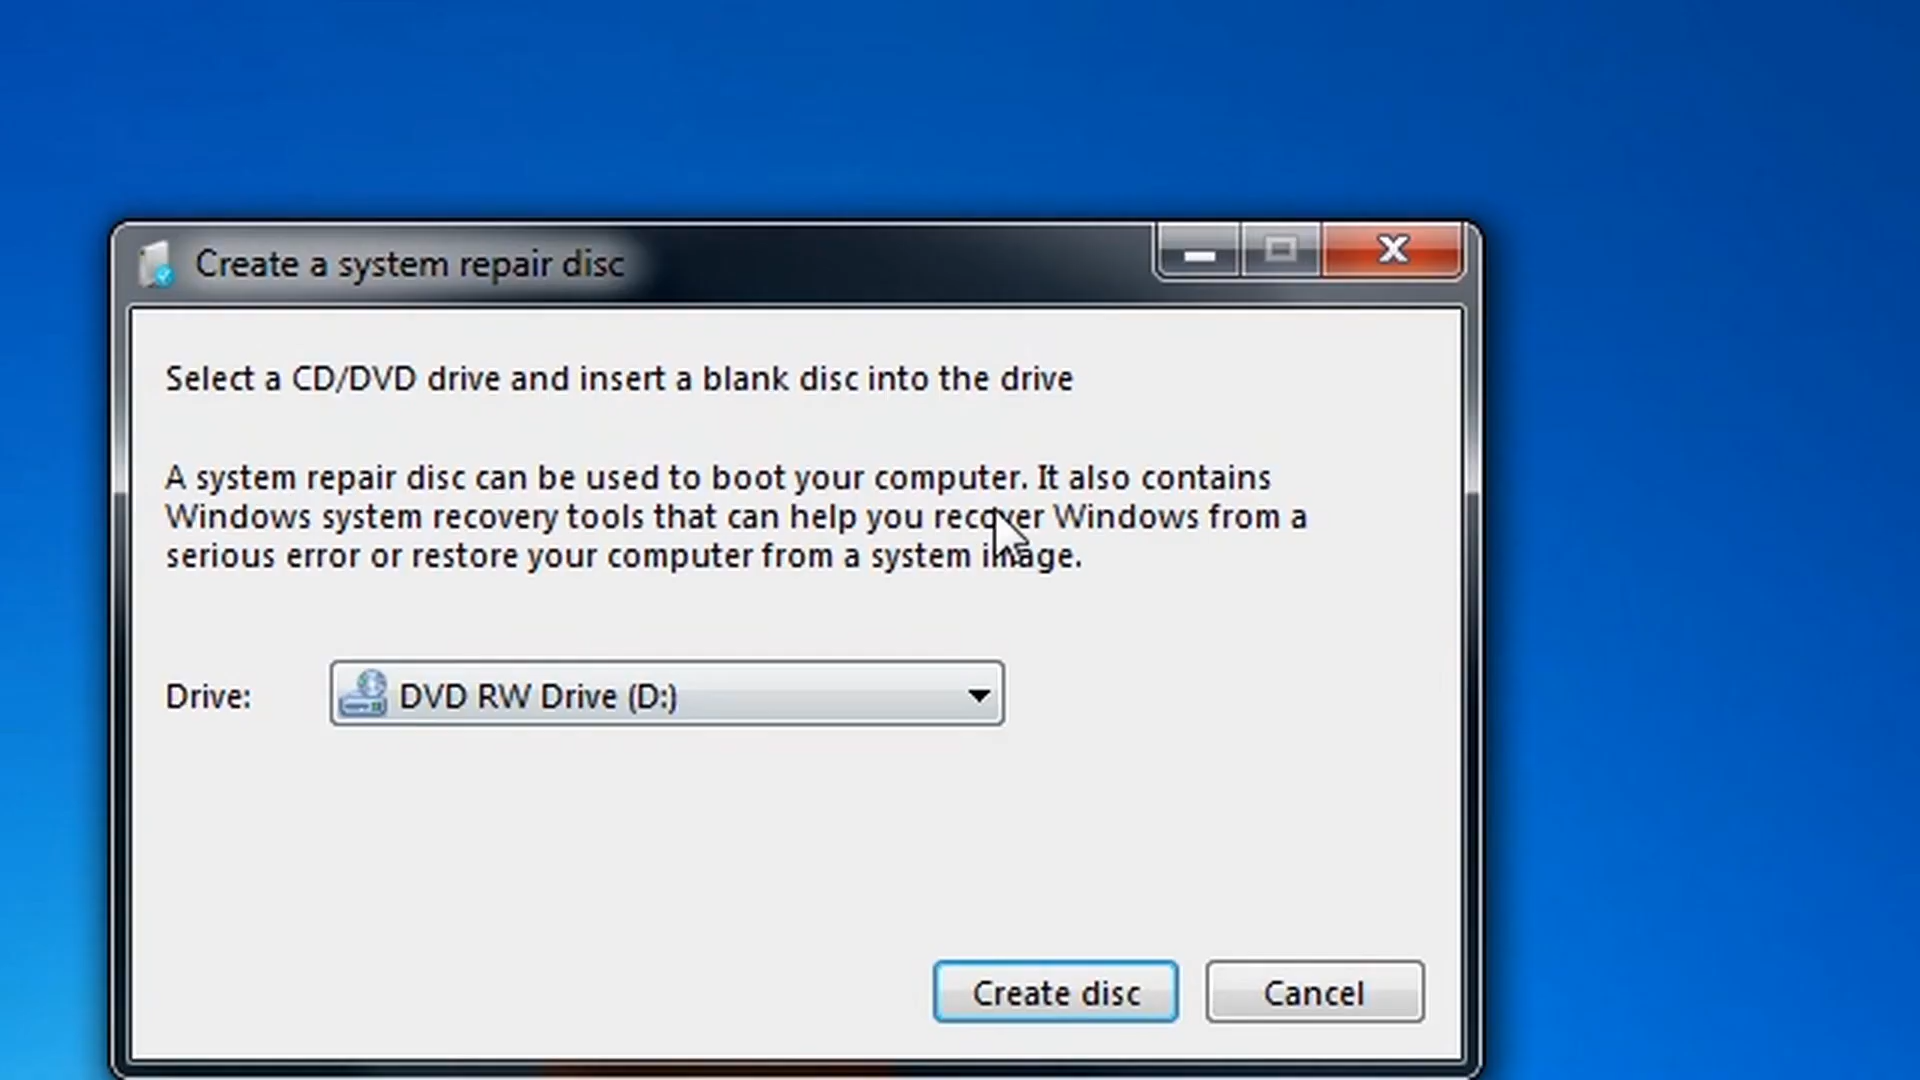 Create a system repair disc
Select a CD/DVD drive and insert a blank disc into the drive
A system repair disc can be used to boot your computer. It also contains
Windows system recovery tools that can help you recover Windows from a
serious error or restore your computer from a system image.
Drive: DVD RW Drive (D:)
Create disc Cancel